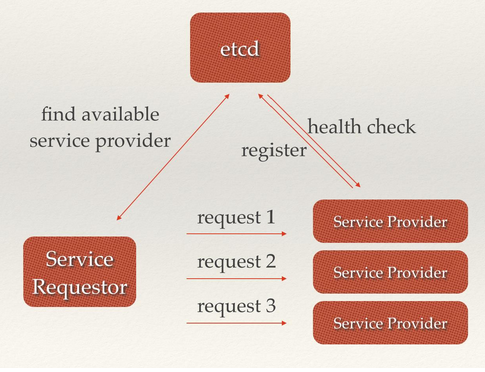 etcd
find available
service provider
health check
register
request 1
Service Provider
Service
Requestor
request 2
Service Provider
request 3
Service Provider